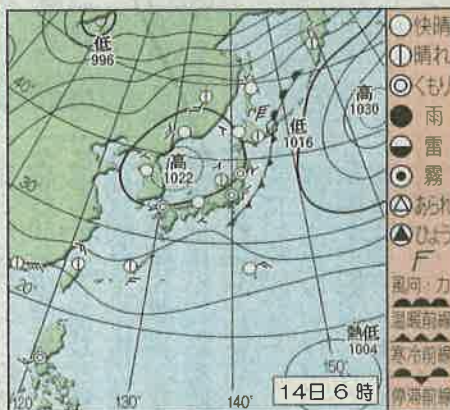 低
996
40°
30°
20°
高
1022
低
1016
高
1030
熱低
1004
120°
130°
140°
150°
14日6時
快晴
晴れ
くもり
雨
雷
霧
あられ
ひょう
風向・力
温暖前線
寒冷前線
停滞前線